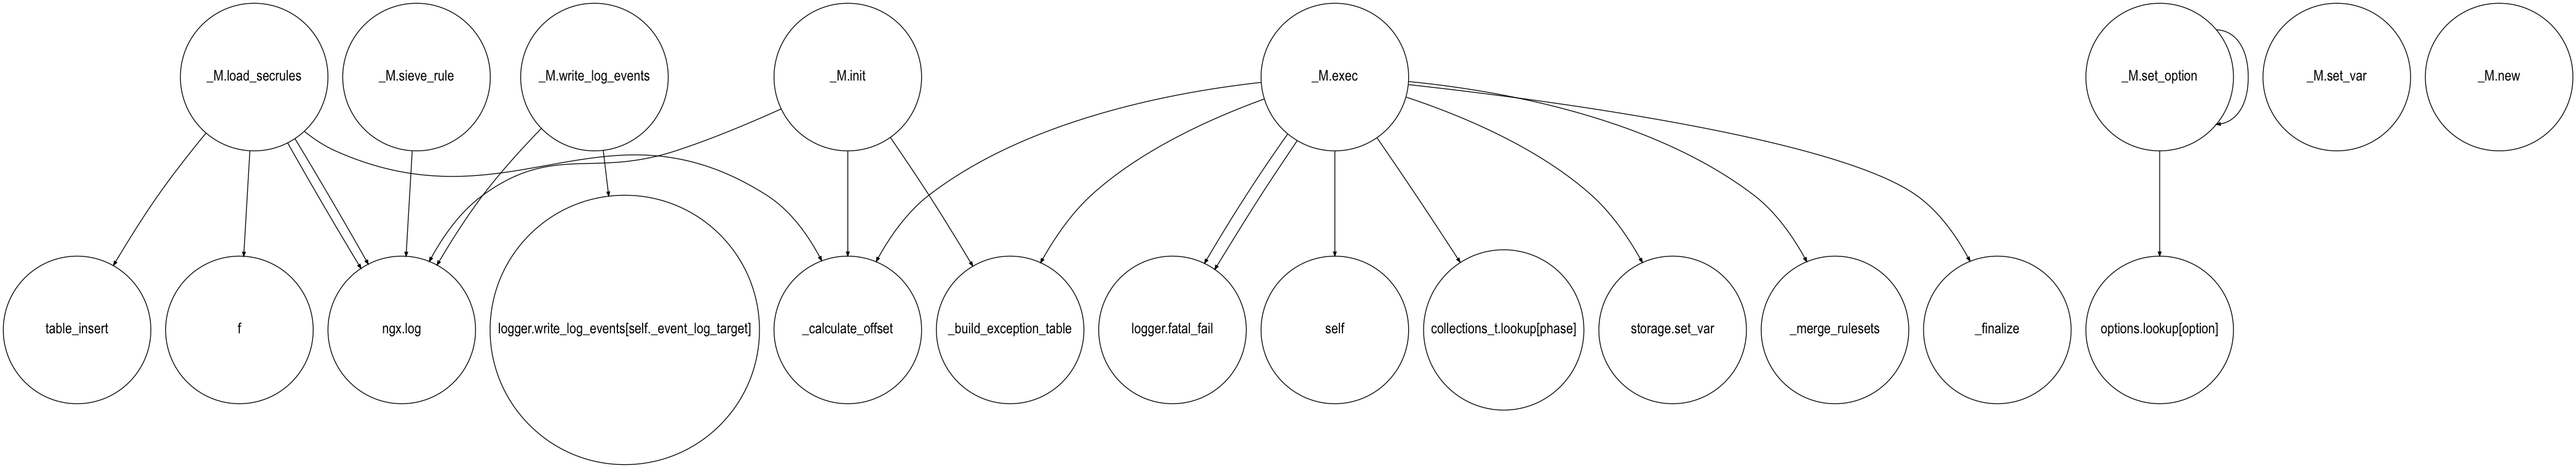 _M.load_secrules
_M.sieve_rule
_M.write_log_events
_M.init
_M.exec
_M.set_option
_M.set_var
_M.new
table_insert
f
ngx.log
logger.write_log_events[self._event_log_target]
_calculate_offset
_build_exception_table
logger.fatal_fail
self
collections_t.lookup[phase]
storage.set_var
_merge_rulesets
_finalize
options.lookup[option]